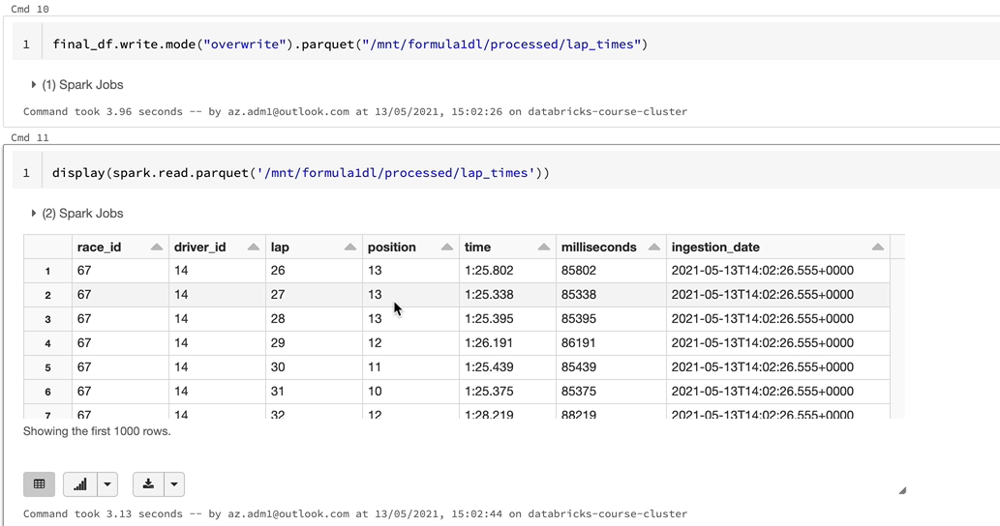 Cmd 10
1 final_df.write.mode("overwrite").parquet("/mnt/formula1dl/processed/lap_times")
(1) Spark Jobs
Command took 3.96 seconds -- by az.adm1@outlook.com at 13/05/2021, 15:02:26 on databricks-course-cluster
Cmd 11
1 display(spark.read.parquet('/mnt/formula1dl/processed/lap_times'))
(2) Spark Jobs
race_id driver_id lap position time milliseconds ingestion_date
1 67 14 26 13 1:25.802 85802 2021-05-13T14:02:26.555+0000
2 67 14 27 13 1:25.338 85338 2021-05-13T14:02:26.555+0000
3 67 14 28 13 1:25.395 85395 2021-05-13T14:02:26.555+0000
4 67 14 29 12 1:26.191 86191 2021-05-13T14:02:26.555+0000
5 67 14 30 11 1:25.439 85439 2021-05-13T14:02:26.555+0000
6 67 14 31 10 1:25.375 85375 2021-05-13T14:02:26.555+0000
7 67 14 32 12 1:28.219 88219 2021-05-13T14:02:26.555+0000
Showing the first 1000 rows.
Command took 3.13 seconds -- by az.adm1@outlook.com at 13/05/2021, 15:02:44 on databricks-course-cluster